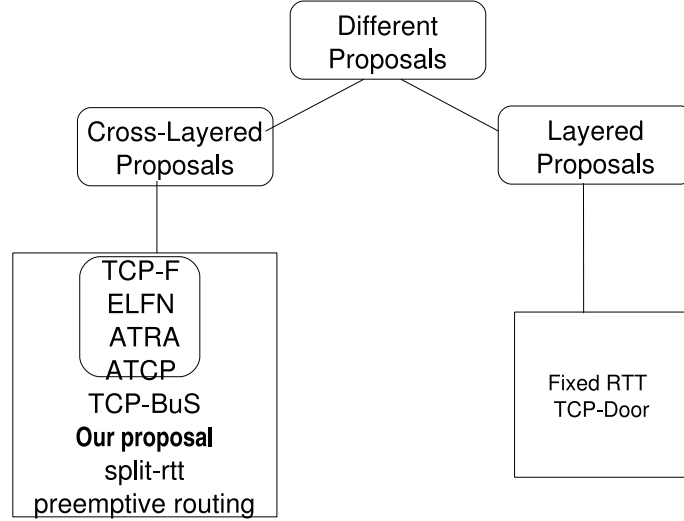 Different
Proposals
Cross-Layered
Proposals
Layered
Proposals
TCP-F
ELFN
ATRA
ATCP
TCP-BuS
Our proposal
split-rtt
preemptive routing
Fixed RTT
TCP-Door